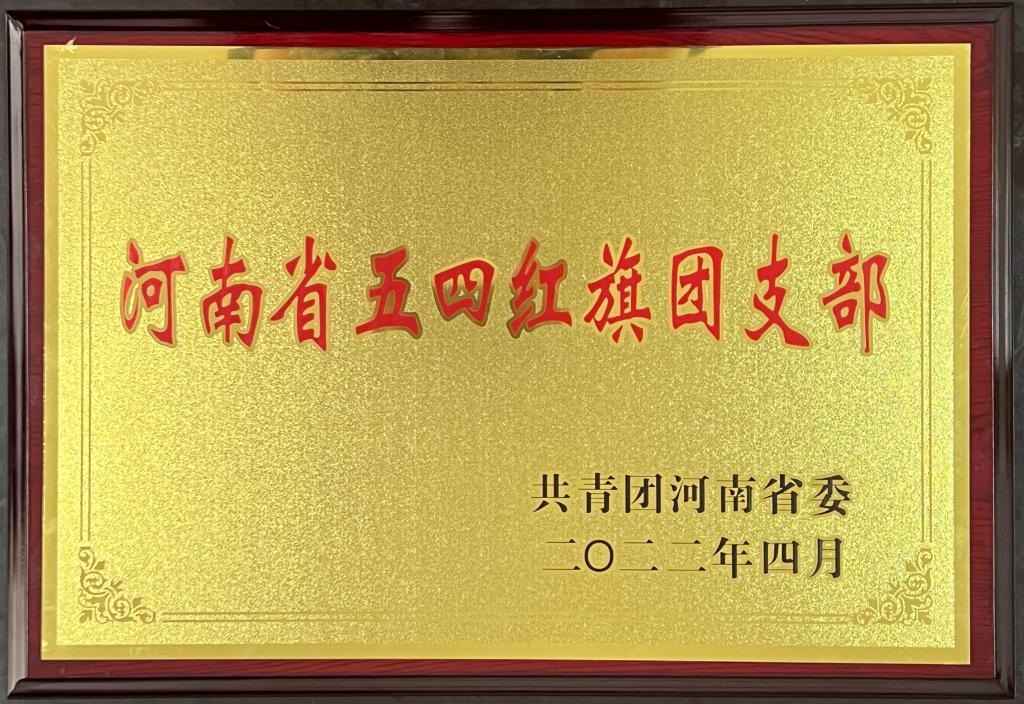 河南省五四红旗团支部
共青团河南省委
二〇二二年四月